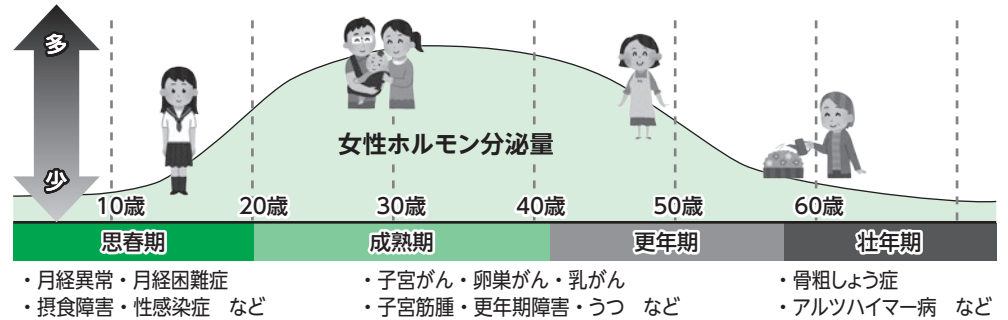 多
少
女性ホルモン分泌量
10歳 20歳 30歳 40歳 50歳 60歳
思春期 成熟期 更年期 壮年期
・月経異常・月経困難症
・摂食障害・性感染症 など
・子宮がん・卵巣がん・乳がん
・子宮筋腫・更年期障害・うつ など
・骨粗しょう症
・アルツハイマー病 など